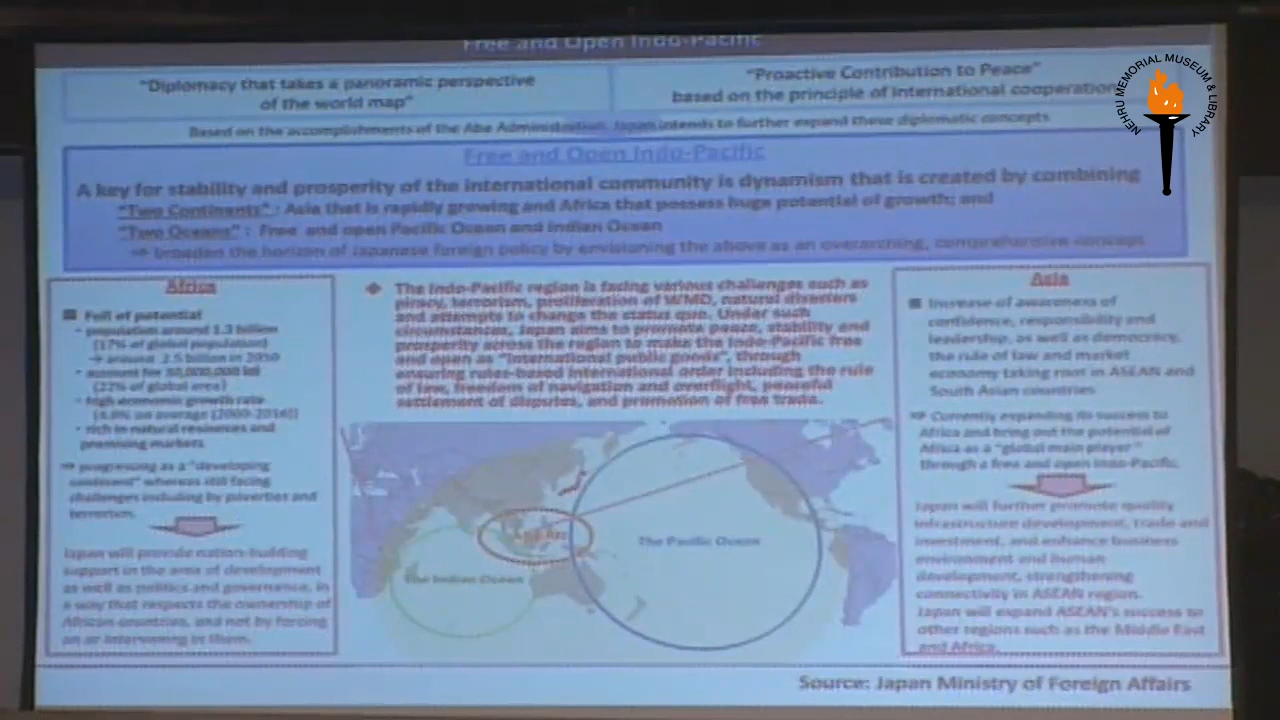 Free and Open Indo-Pacific
"Diplomacy that takes a panoramic perspective
of the world map"
"Proactive Contribution to Peace"
based on the principle of international cooperation
Based on the accomplishments of the Abe Administration, Japan intends to further expand these diplomatic concepts
Free and Open Indo-Pacific
A key for stability and prosperity of the international community is dynamism that is created by combining
"Two Continents" : Asia that is rapidly growing and Africa that possess huge potential of growth; and
"Two Oceans" : Free and open Pacific Ocean and Indian Ocean
⇒ broaden the horizon of Japanese foreign policy by envisioning the above as an overarching, comprehensive concept
Africa
■ Full of potential
• population around 1.3 billion
(17% of global population)
→ around 2.5 billion in 2050
(22% of global area)
• high economic growth rate
• rich in natural resources and
promising markets
⇒ progressing as a "developing
continent" whereas still facing
challenges including by poverties and
terrorism.
Japan will provide nation-building
support in the area of development
as well as politics and governance, in
a way that respects the ownership of
African countries, and not by forcing
on or intervening in them.
❖ The Indo-Pacific region is facing various challenges such as
piracy, terrorism, proliferation of WMD, natural disasters
and attempts to change the status quo. Under such
circumstances, Japan aims to promote peace, stability and
prosperity across the region to make the Indo-Pacific free
and open as "international public goods", through
ensuring rules-based international order including the rule
of law, freedom of navigation and overflight, peaceful
settlement of disputes, and promotion of free trade.
The Indian Ocean
The Pacific Ocean
Asia
■ Increase of awareness of
confidence, responsibility and
leadership, as well as democracy,
the rule of law and market
economy taking root in ASEAN and
South Asian countries
⇒ Currently expanding its success to
Africa and bring out the potential of
Africa as a "global main player"
through a free and open Indo-Pacific.
Japan will further promote quality
infrastructure development, trade and
investment, and enhance business
environment and human
development, strengthening
connectivity in ASEAN region.
Japan will expand ASEAN's success to
other regions such as the Middle East
and Africa.
Source: Japan Ministry of Foreign Affairs
NEHRU MEMORIAL MUSEUM & LIBRARY